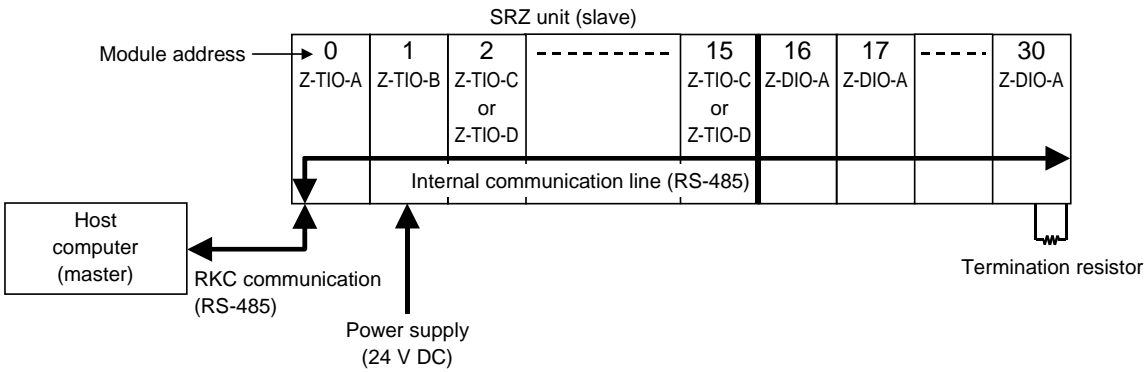 SRZ unit (slave)
Module address
0 1 2 15 16 17 30
Z-TIO-A Z-TIO-B Z-TIO-C Z-TIO-C Z-DIO-A Z-DIO-A Z-DIO-A
or or
Z-TIO-D Z-TIO-D
Internal communication line (RS-485)
Host
computer
(master)
RKC communication
(RS-485)
Termination resistor
Power supply
(24 V DC)